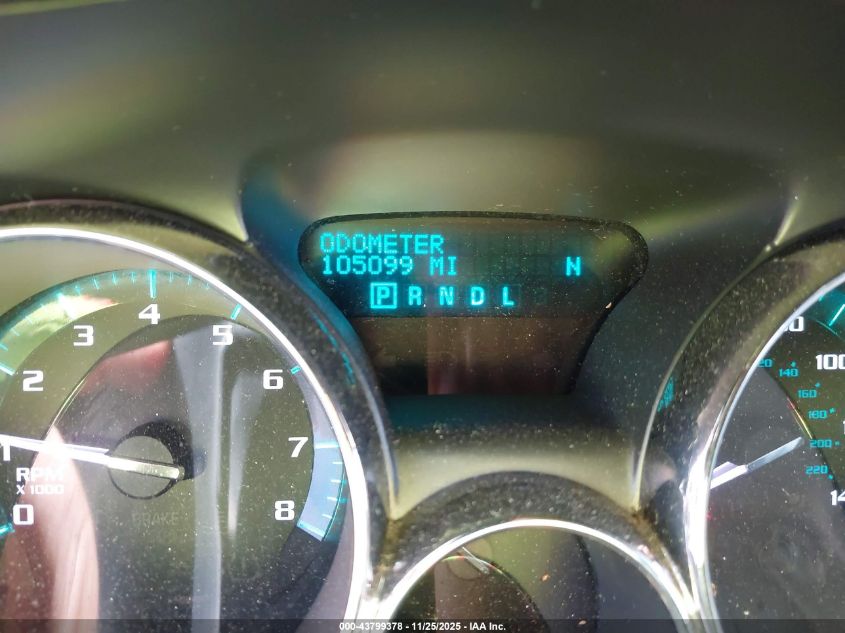 ODOMETER
105099 MI N
P R N D L
0 1 2 3 4 5 6 7 8
RPM
X 1000
BRAKE
100
140
160
180
200
220
000-43799378 - 11/25/2025 - IAA Inc.